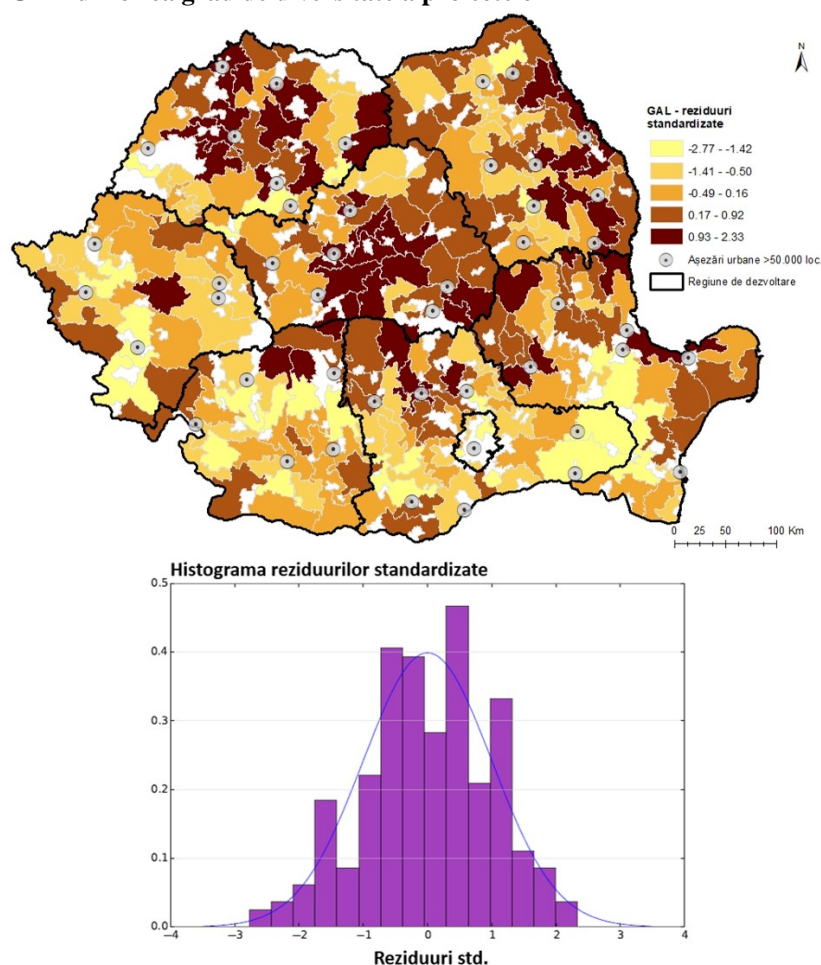 N
GAL - reziduuri
standardizate
-2.77 - -1.42
-1.41 - -0.50
-0.49 - 0.16
0.17 - 0.92
0.93 - 2.33
Așezări urbane >50.000 loc.
Regiune de dezvoltare
0 25 50 100 Km
Histograma reziduurilor standardizate
0.5
0.4
0.3
0.2
0.1
0.0
−4 −3 −2 −1 0 1 2 3 4
Reziduuri std.